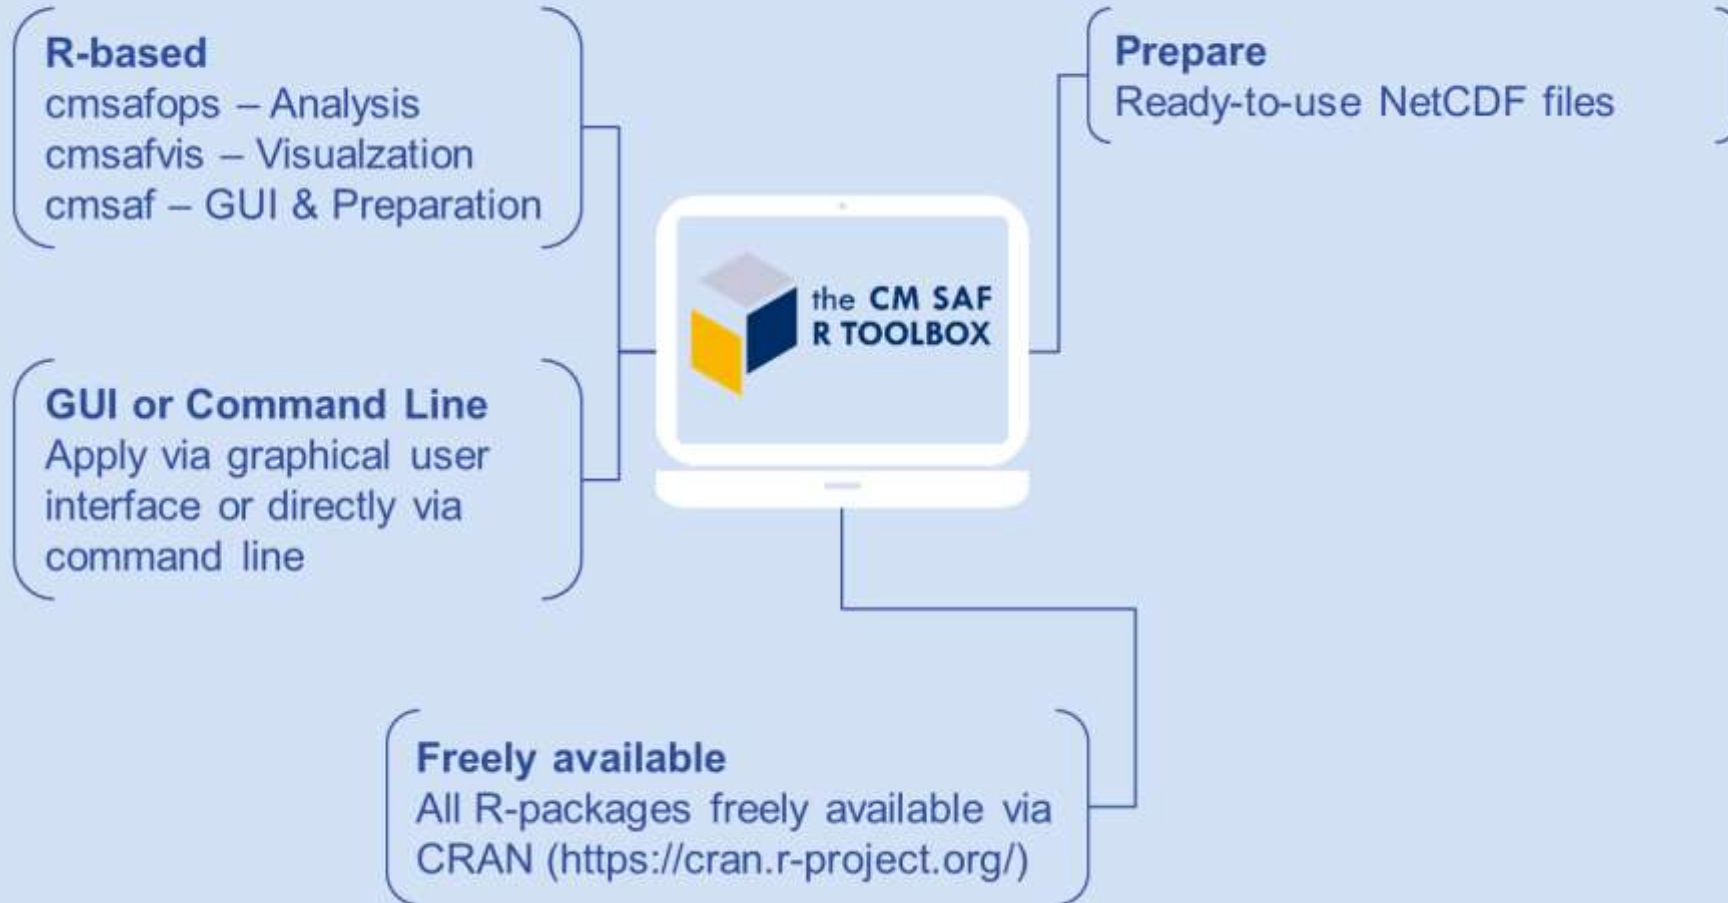 R-based
cmsafops – Analysis
cmsafvis – Visualzation
cmsaf – GUI & Preparation
GUI or Command Line
Apply via graphical user
interface or directly via
command line
the CM SAF
R TOOLBOX
Prepare
Ready-to-use NetCDF files
Freely available
All R-packages freely available via
CRAN (https://cran.r-project.org/)